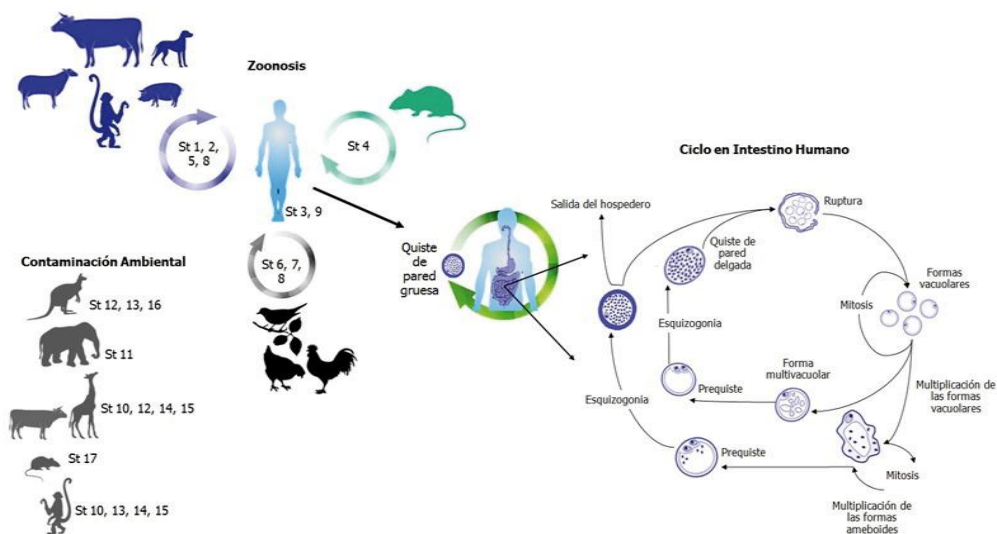 Zoonosis
St 1, 2,
5, 8
St 4
St 3, 9
St 6, 7,
8
Contaminación Ambiental
St 12, 13, 16
St 11
St 10, 12, 14, 15
St 17
St 10, 13, 14, 15
Quiste
de pared
gruesa
Ciclo en Intestino Humano
Salida del hospedero
Ruptura
Quiste de
pared
delgada
Formas
vacuolares
Mitosis
Esquizogonia
Forma
multivacuolar
Prequiste
Multiplicación de
las formas
vacuolares
Esquizogonia
Prequiste
Mitosis
Multiplicación de
las formas
ameboides